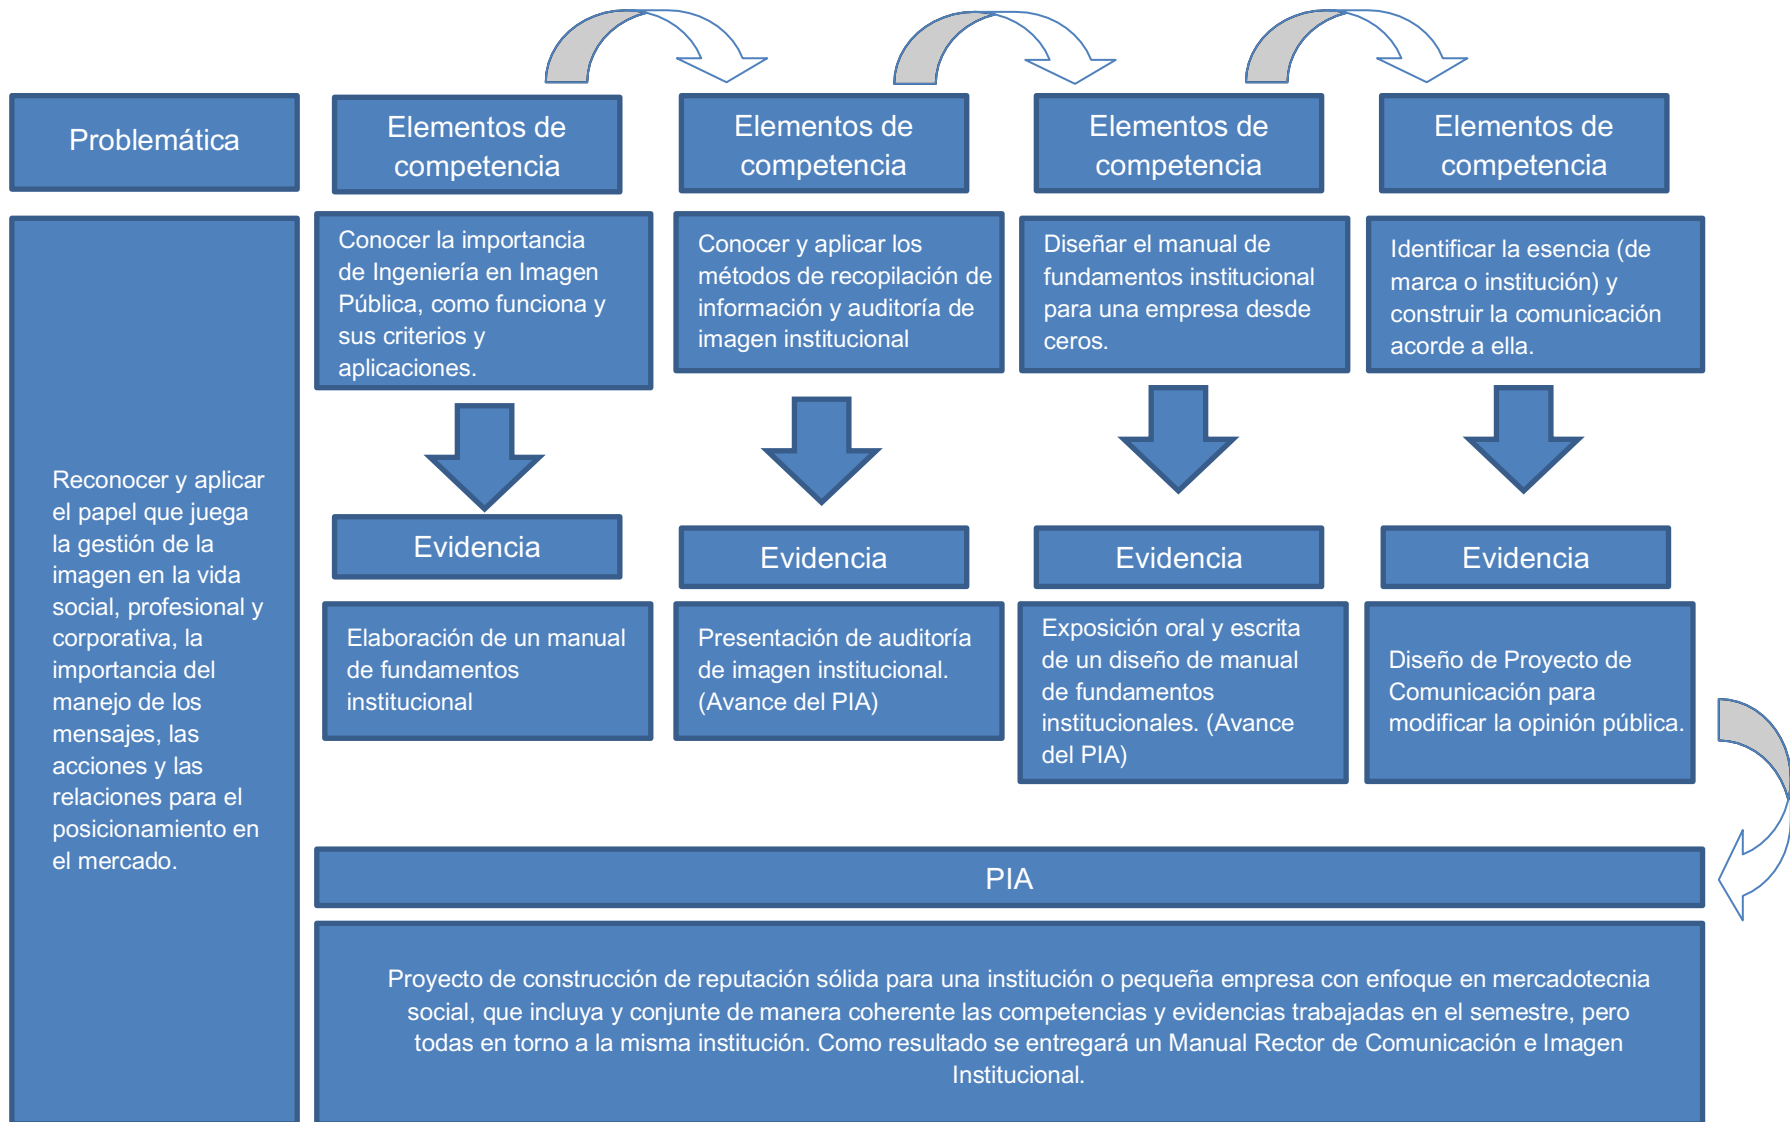 Problemática
Reconocer y aplicar
el papel que juega
la gestión de la
imagen en la vida
social, profesional y
corporativa, la
importancia del
manejo de los
mensajes, las
acciones y las
relaciones para el
posicionamiento en
el mercado.
Elementos de
competencia
Conocer la importancia
de Ingeniería en Imagen
Pública, como funciona y
sus criterios y
aplicaciones.
Evidencia
Elaboración de un manual
de fundamentos
institucional
Elementos de
competencia
Conocer y aplicar los
métodos de recopilación de
información y auditoría de
imagen institucional
Evidencia
Presentación de auditoría
de imagen institucional.
(Avance del PIA)
Elementos de
competencia
Diseñar el manual de
fundamentos institucional
para una empresa desde
ceros.
Evidencia
Exposición oral y escrita
de un diseño de manual
de fundamentos
institucionales. (Avance
del PIA)
Elementos de
competencia
Identificar la esencia (de
marca o institución) y
construir la comunicación
acorde a ella.
Evidencia
Diseño de Proyecto de
Comunicación para
modificar la opinión pública.
PIA
Proyecto de construcción de reputación sólida para una institución o pequeña empresa con enfoque en mercadotecnia
social, que incluya y conjunte de manera coherente las competencias y evidencias trabajadas en el semestre, pero
todas en torno a la misma institución. Como resultado se entregará un Manual Rector de Comunicación e Imagen
Institucional.